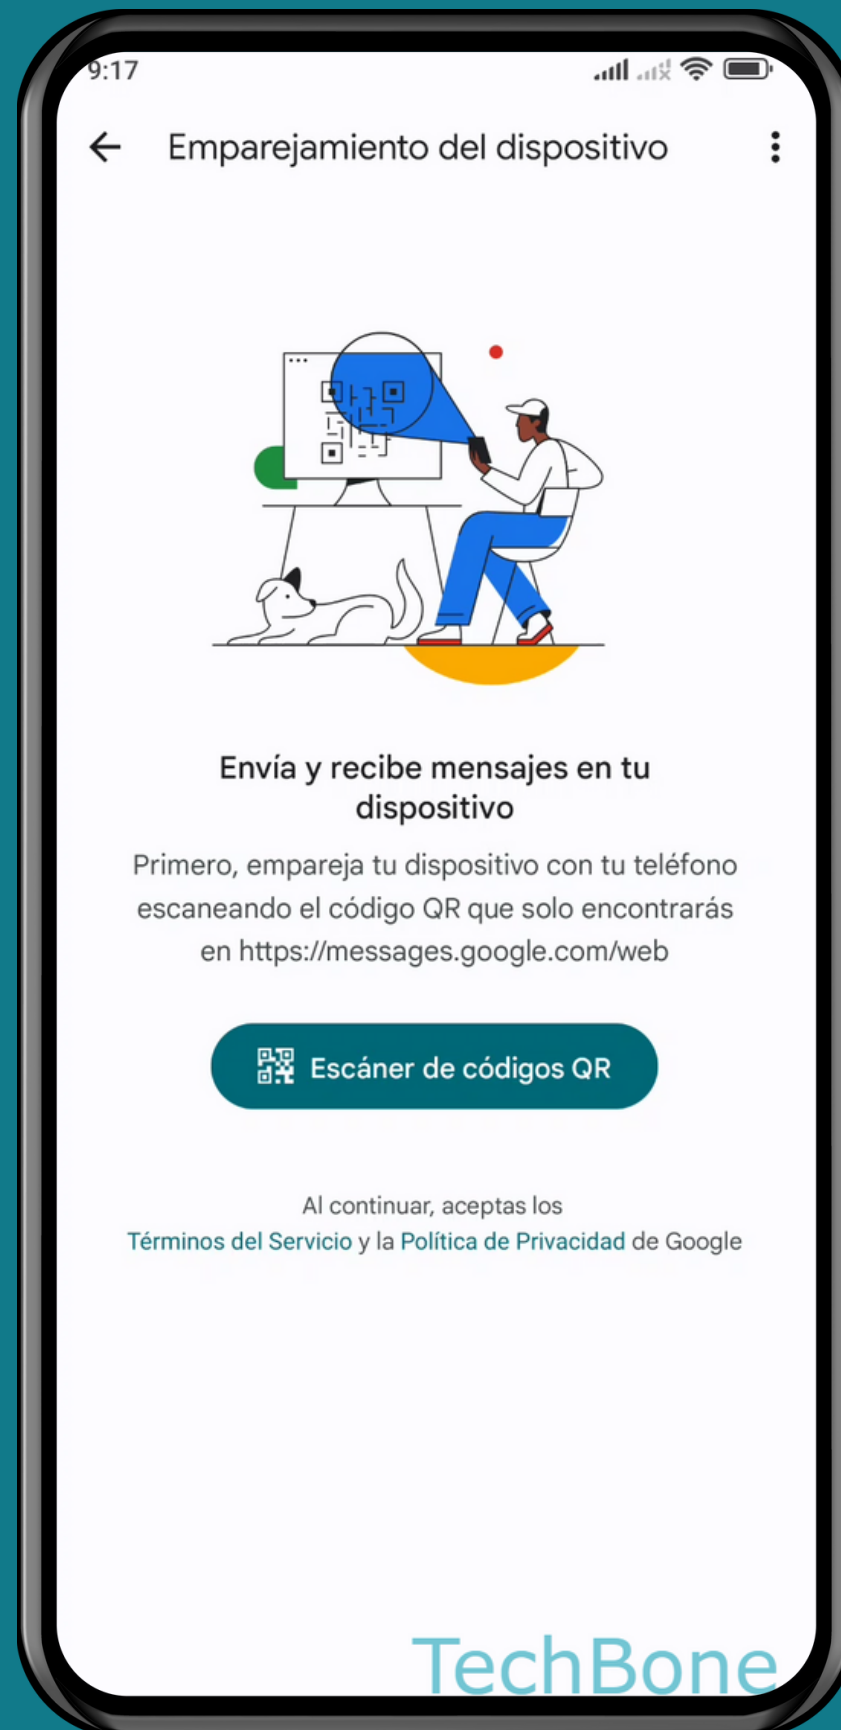 9:17
Emparejamiento del dispositivo
Envía y recibe mensajes en tu
dispositivo
Primero, empareja tu dispositivo con tu teléfono
escaneando el código QR que solo encontrarás
en https://messages.google.com/web
Escáner de códigos QR
Al continuar, aceptas los
Términos del Servicio y la Política de Privacidad de Google
TechBone